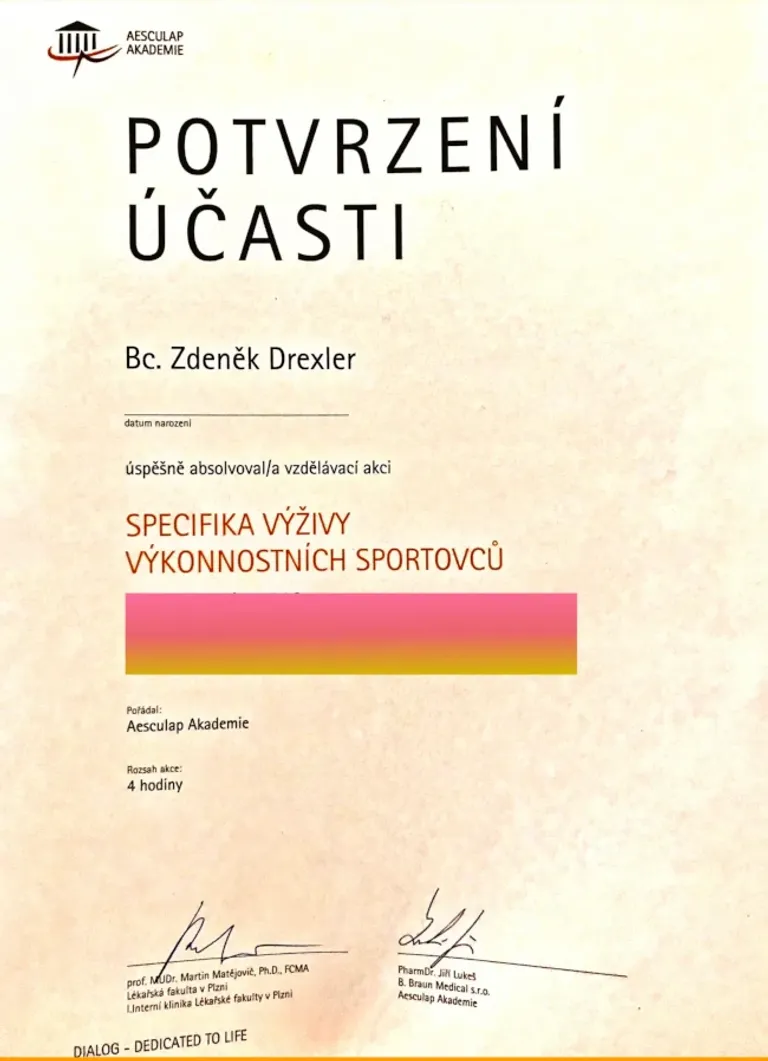 AESCULAP
AKADEMIE
POTVRZENÍ
ÚČASTI
Bc. Zdeněk Drexler
datum narození
úspěšně absolvoval/a vzdělávací akci
SPECIFIKA VÝŽIVY
VÝKONNOSTNÍCH SPORTOVCŮ
Pořádal:
Aesculap Akademie
Rozsah akce:
4 hodiny
prof. MUDr. Martin Matějovič, Ph.D., FCMA
Lékařská fakulta v Plzni
I.Interní klinika Lékařské fakulty v Plzni
PharmDr. Jiří Lukeš
B. Braun Medical s.r.o.
Aesculap Akademie
DIALOG - DEDICATED TO LIFE